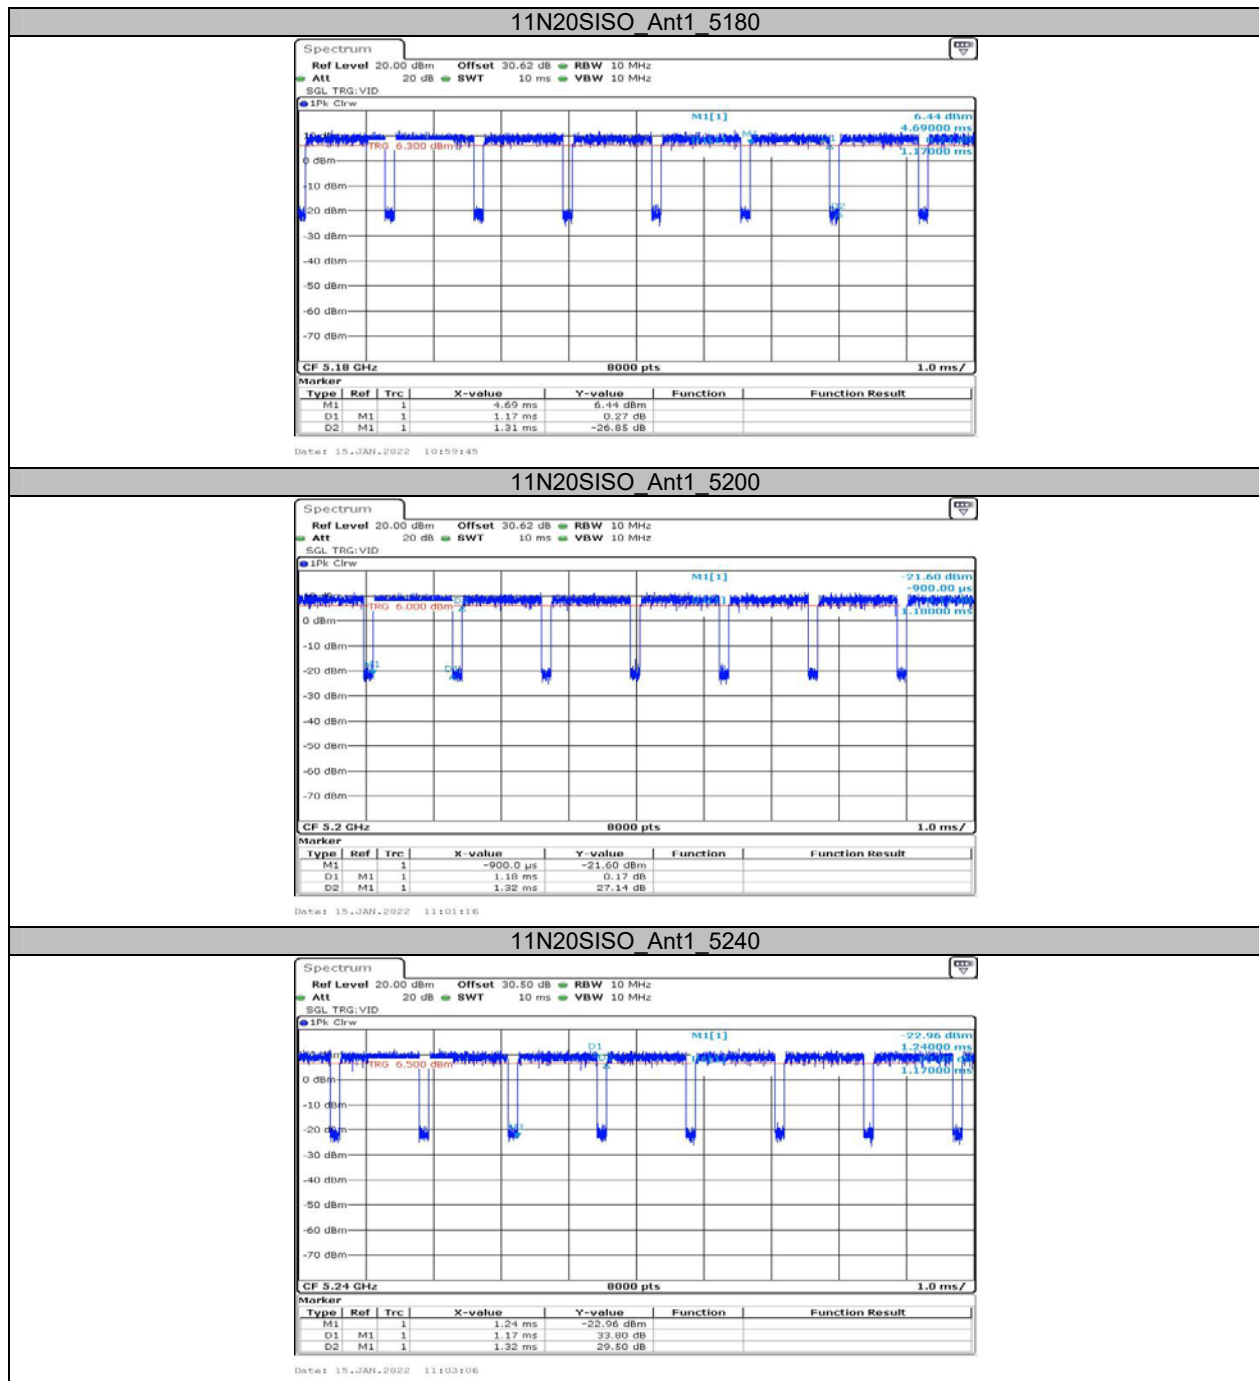 11N20SISO_Ant1_5180
Spectrum
Ref Level 20.00 dBm Offset 30.62 dB RBW 10 MHz
Att 20 dB SWT 10 ms VBW 10 MHz
SGL TRG:VID
1Pk Clrw
M1[1] 6.44 dBm
4.69000 ms
1.17000 ms
TRG 6.300 dBm
0 dBm
-10 dBm
-20 dBm
D2
-30 dBm
-40 dBm
-50 dBm
-60 dBm
-70 dBm
CF 5.18 GHz 8000 pts 1.0 ms/
Marker
Type Ref Trc X-value Y-value Function Function Result
M1 1 4.69 ms 6.44 dBm
D1 M1 1 1.17 ms 0.27 dB
D2 M1 1 1.31 ms -26.85 dB
Date: 15.JAN.2022 10:59:45
11N20SISO_Ant1_5200
Spectrum
Ref Level 20.00 dBm Offset 30.62 dB RBW 10 MHz
Att 20 dB SWT 10 ms VBW 10 MHz
SGL TRG:VID
1Pk Clrw
M1[1] -21.60 dBm
-900.00 µs
1.18000 ms
TRG 6.000 dBm
0 dBm
-10 dBm
-20 dBm
M1
-30 dBm
-40 dBm
-50 dBm
-60 dBm
-70 dBm
CF 5.2 GHz 8000 pts 1.0 ms/
Marker
Type Ref Trc X-value Y-value Function Function Result
M1 1 -900.0 µs -21.60 dBm
D1 M1 1 1.18 ms 0.17 dB
D2 M1 1 1.32 ms 27.14 dB
Date: 15.JAN.2022 11:01:16
11N20SISO_Ant1_5240
Spectrum
Ref Level 20.00 dBm Offset 30.50 dB RBW 10 MHz
Att 20 dB SWT 10 ms VBW 10 MHz
SGL TRG:VID
1Pk Clrw
M1[1] -22.96 dBm
1.24000 ms
D1
1.17000 ms
TRG 6.500 dBm
0 dBm
-10 dBm
-20 dBm
M1
-30 dBm
-40 dBm
-50 dBm
-60 dBm
-70 dBm
CF 5.24 GHz 8000 pts 1.0 ms/
Marker
Type Ref Trc X-value Y-value Function Function Result
M1 1 1.24 ms -22.96 dBm
D1 M1 1 1.17 ms 33.80 dB
D2 M1 1 1.32 ms 29.50 dB
Date: 15.JAN.2022 11:03:06